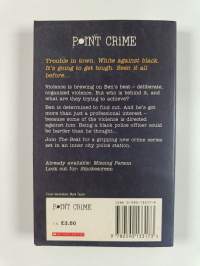 POINT CRIME
Trouble in town. White against black.
It's going to get tough. Seen it all
before...
Violence is brewing on Ben's beat – delicate,
organized violence. But who is behind it, and
what are they trying to achieve?
Ben is determined to find out. And he's got
more than just a professional interest –
because some of the violence is directed
against him. Being a black police officer could
be harder than he thought...
Join The Beat for a gripping new crime series
set in an inner city police station.
Already available: Missing Person
Look out for: Smokescreen
POINT CRIME
£3.50